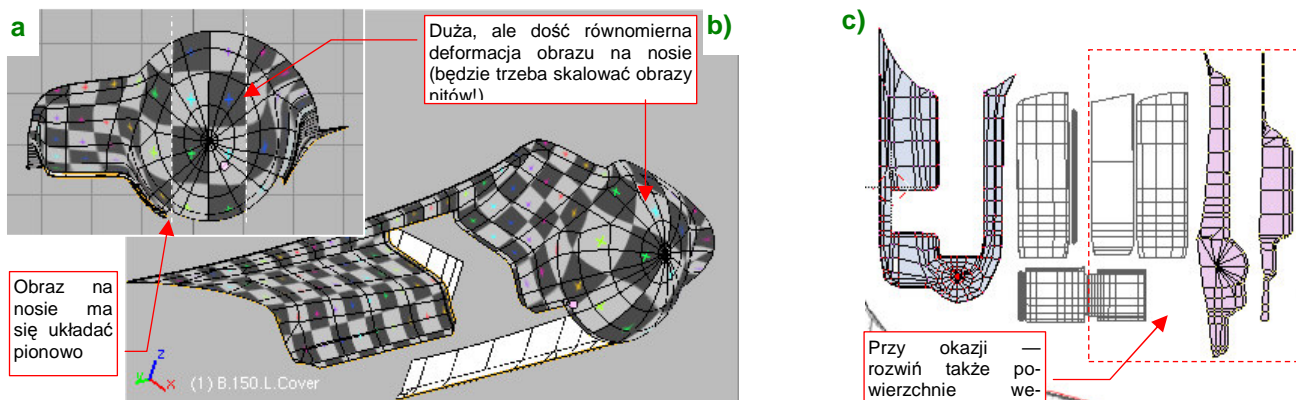 a
Duża, ale dość równomierna
deformacja obrazu na nosie
(będzie trzeba skalować obrazy
nitów!)
b)
c)
Obraz na
nosie ma
się układać
pionowo
z
y
x
(1) B.150.L.Cover
Przy okazji —
rozwiń także po-
wierzchnie we-